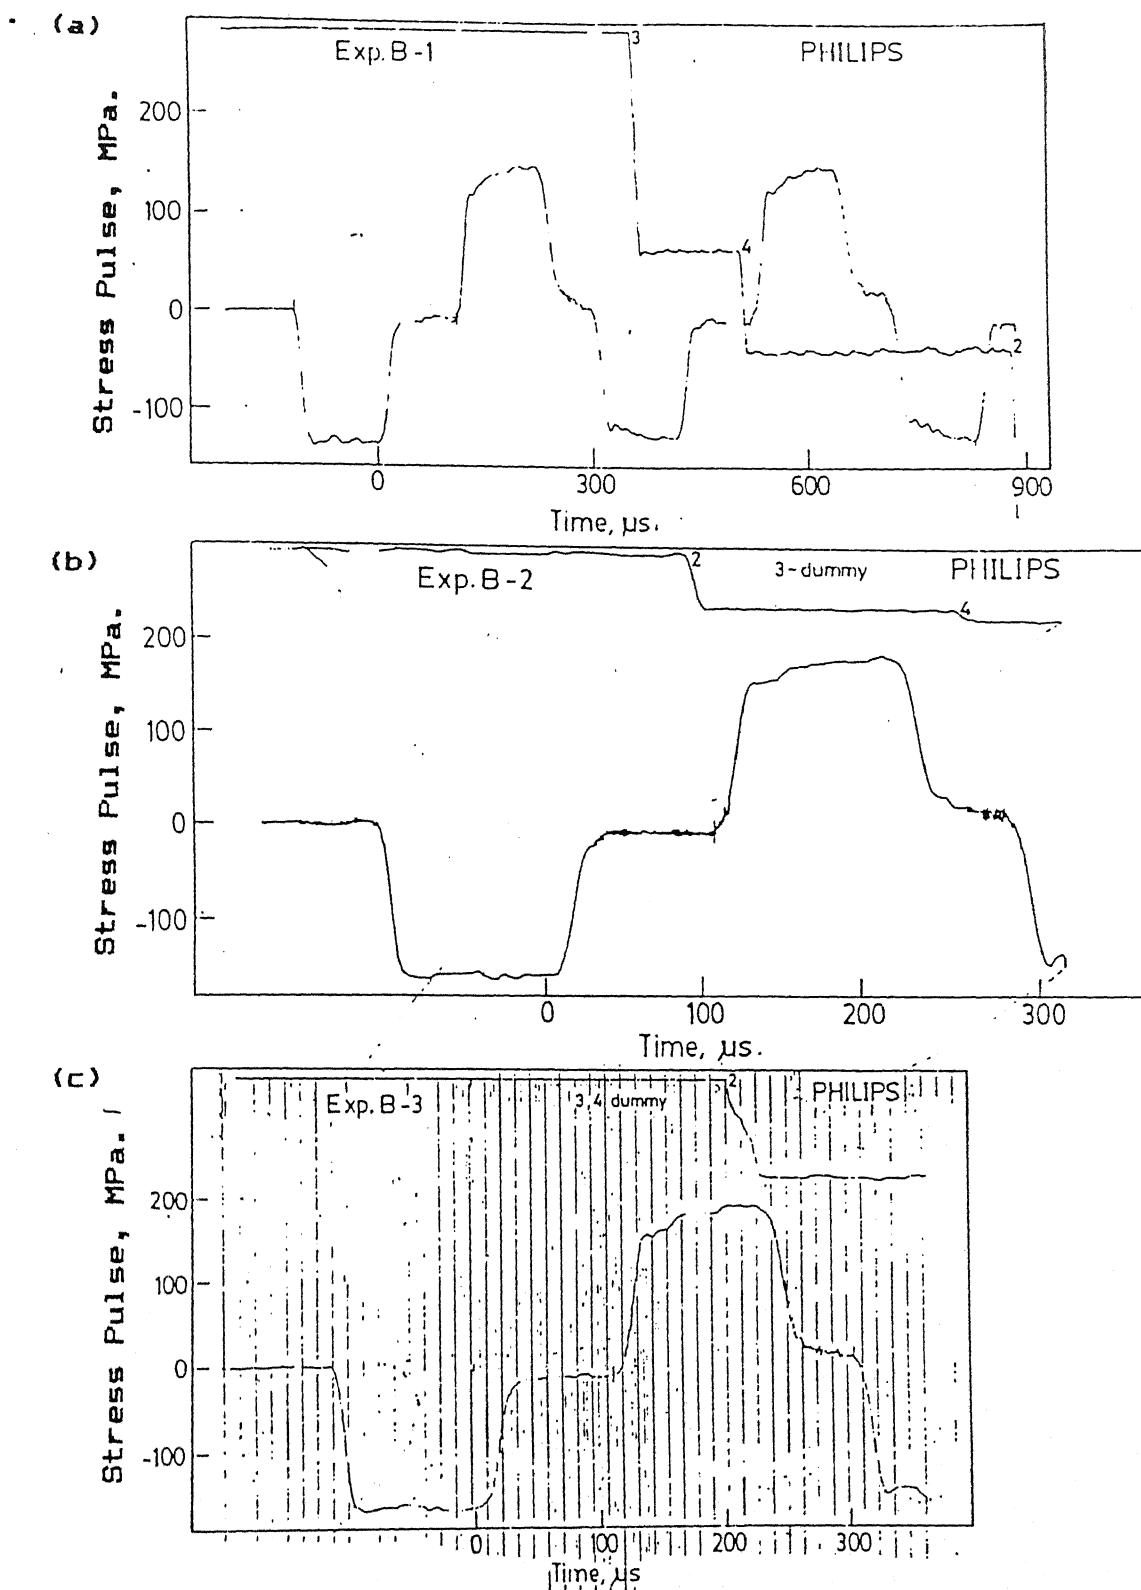 (a)
Exp. B-1
PHILIPS
3
4
2
Stress Pulse, MPa.
200
100
0
-100
0
300
600
900
Time, µs.
(b)
Exp. B-2
2
3-dummy
PHILIPS
4
Stress Pulse, MPa.
200
100
0
-100
0
100
200
300
Time, µs.
(c)
Exp. B-3
3,4 dummy
2
PHILIPS
Stress Pulse, MPa.
200
100
0
-100
0
100
200
300
Time, µs